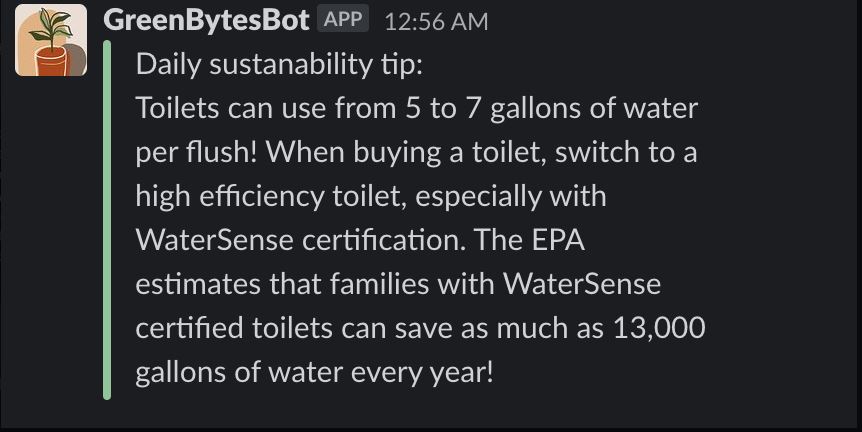 GreenBytesBot APP 12:56 AM
Daily sustanability tip:
Toilets can use from 5 to 7 gallons of water
per flush! When buying a toilet, switch to a
high efficiency toilet, especially with
WaterSense certification. The EPA
estimates that families with WaterSense
certified toilets can save as much as 13,000
gallons of water every year!